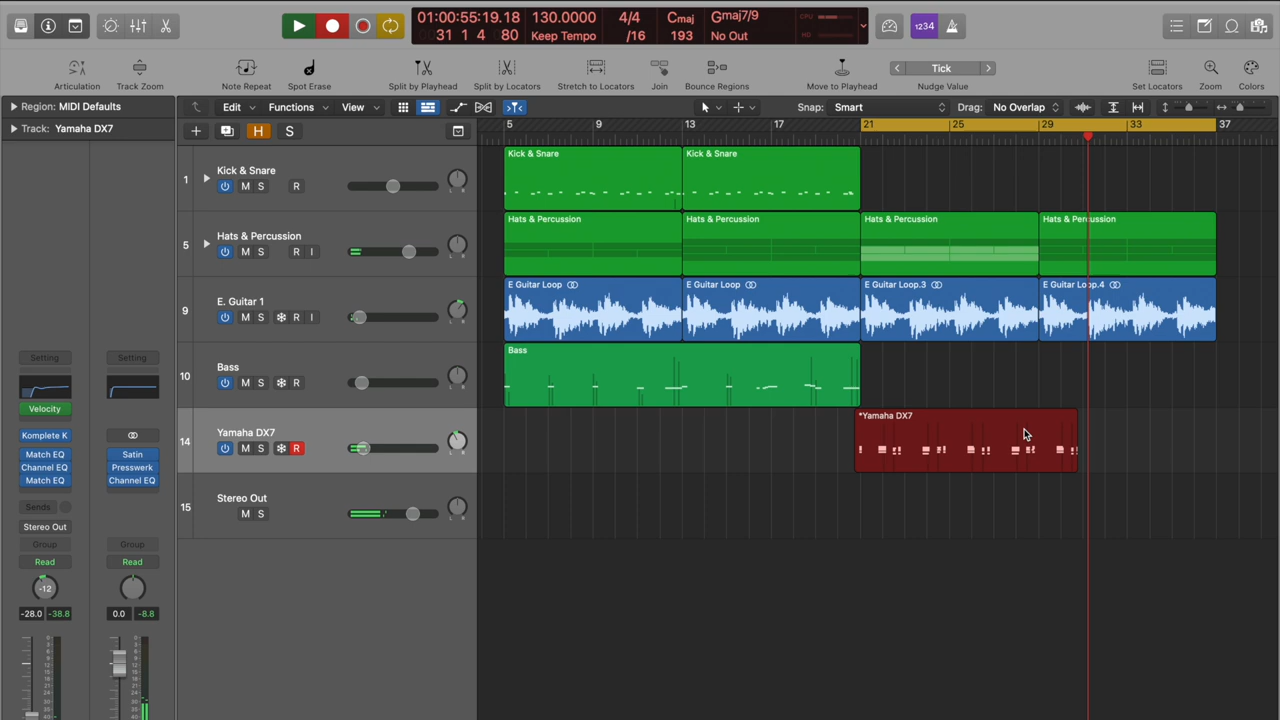 01:00:55:19.18 130.0000 4/4 Cmaj Gmaj7/9 CPU 1234
31 1 4 80 Keep Tempo /16 193 No Out HD
Articulation Track Zoom Note Repeat Spot Erase Split by Playhead Split by Locators Stretch to Locators Join Bounce Regions Move to Playhead Tick Nudge Value Set Locators Zoom Colors
Region: MIDI Defaults Edit Functions View Snap: Smart Drag: No Overlap
Track: Yamaha DX7 H S 5 9 13 17 21 25 29 33 37
1 Kick & Snare M S R L R Kick & Snare Kick & Snare
5 Hats & Percussion M S R I L R Hats & Percussion Hats & Percussion Hats & Percussion Hats & Percussion
9 E. Guitar 1 M S R I L R E Guitar Loop E Guitar Loop E Guitar Loop.3 E Guitar Loop.4
10 Bass M S R L R Bass
14 Yamaha DX7 M S R L R *Yamaha DX7
15 Stereo Out M S L R
Setting Setting
Velocity
Komplete K
Match EQ Satin
Channel EQ Presswerk
Match EQ Channel EQ
Sends
Stereo Out
Group Group
Read Read
-12
-28.0 -38.8 0.0 -8.8